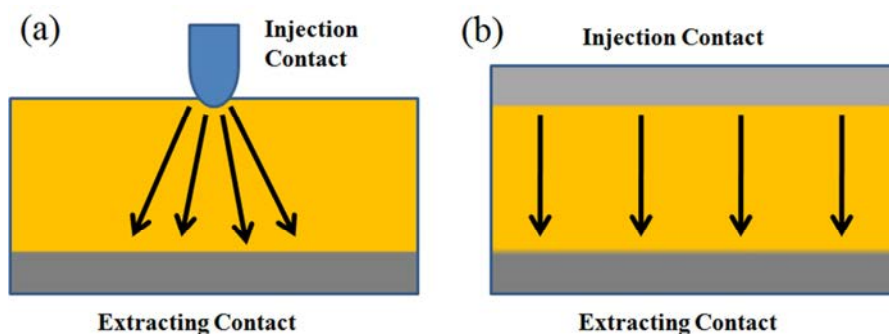 (a)
Injection
Contact
Extracting Contact
(b)
Injection Contact
Extracting Contact